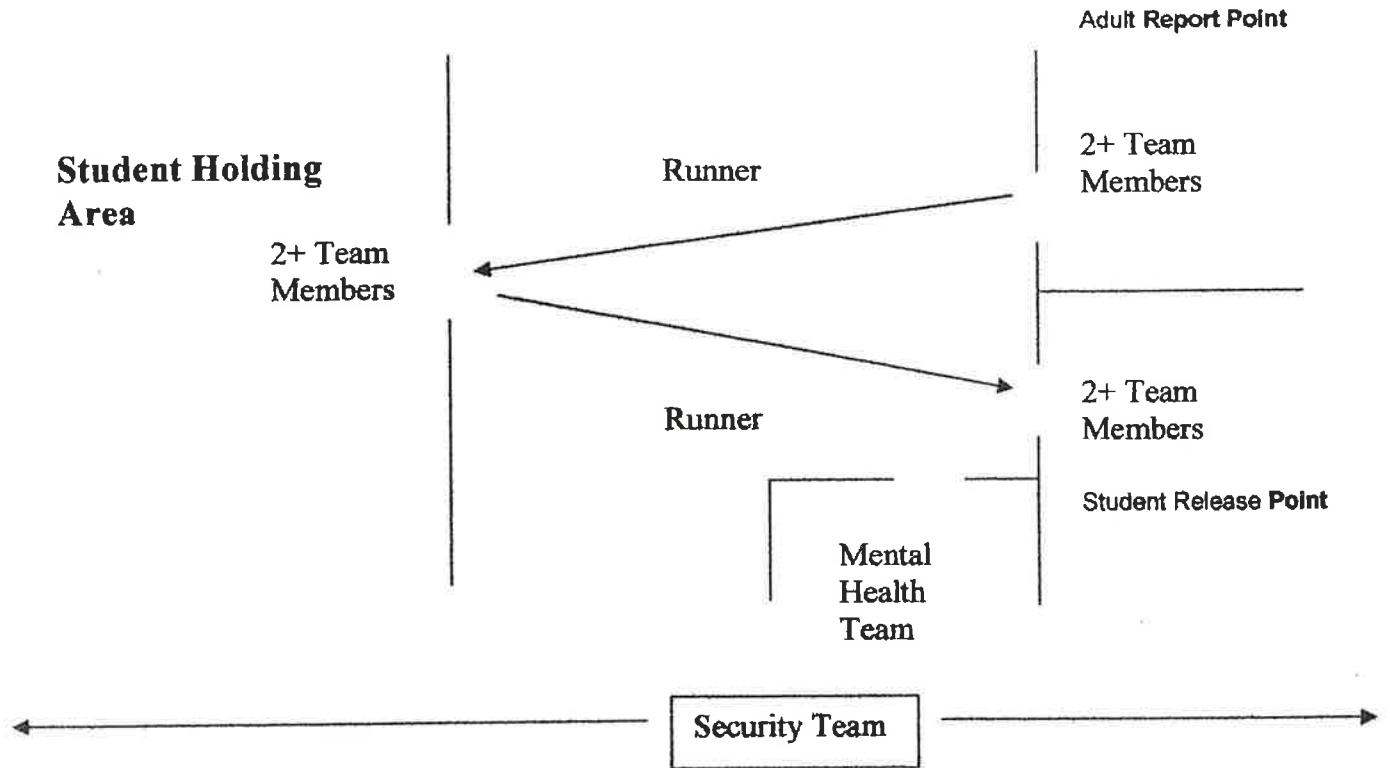 Adult Report Point
Student Holding
Area
Runner
2+ Team
Members
2+ Team
Members
Runner
2+ Team
Members
Student Release Point
Mental
Health
Team
Security Team